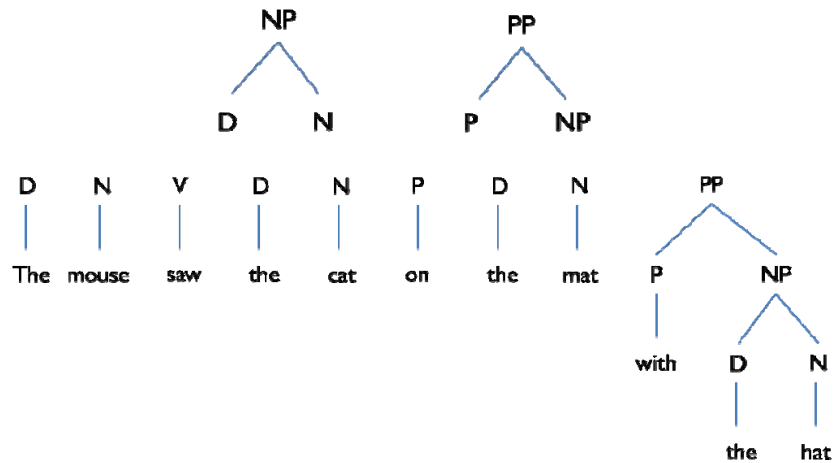 NP PP
D N P NP
D N V D N P D N PP
The mouse saw the cat on the mat P NP
with D N
the hat